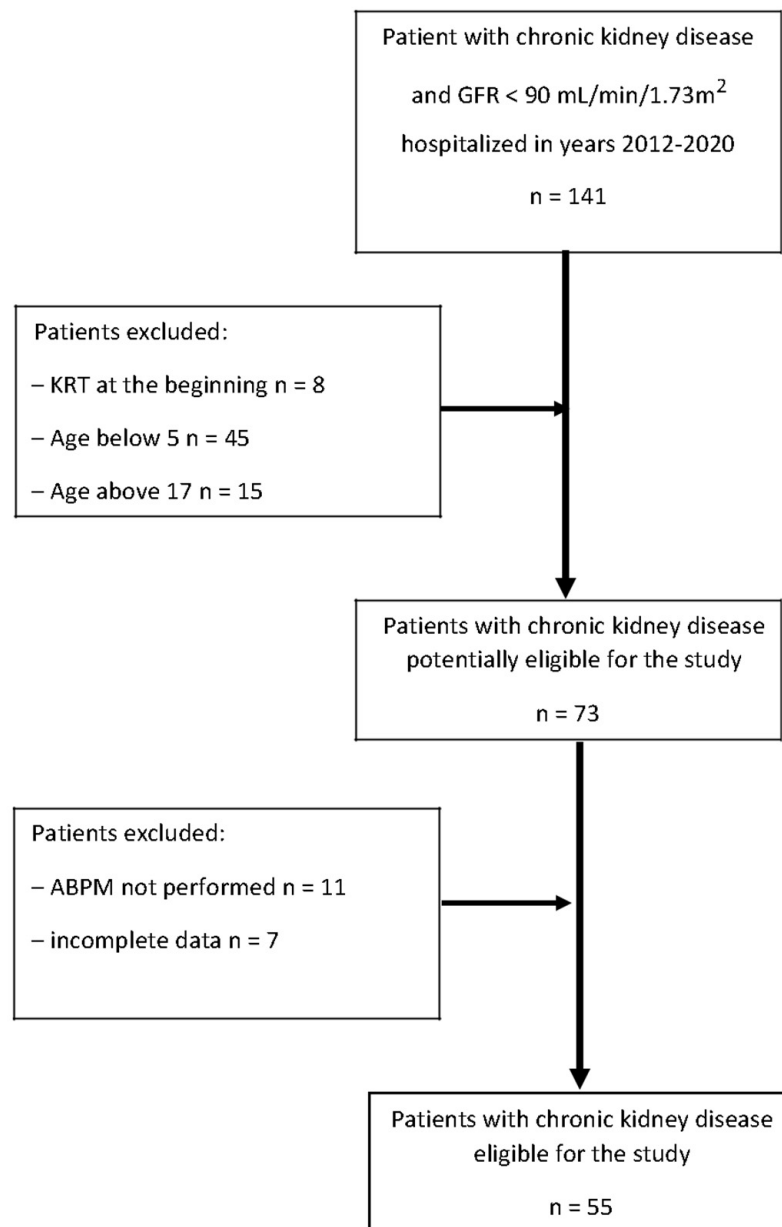 Patient with chronic kidney disease
and GFR < 90 mL/min/1.73m²
hospitalized in years 2012-2020
n = 141
Patients excluded:
– KRT at the beginning n = 8
– Age below 5 n = 45
– Age above 17 n = 15
Patients with chronic kidney disease
potentially eligible for the study
n = 73
Patients excluded:
– ABPM not performed n = 11
– incomplete data n = 7
Patients with chronic kidney disease
eligible for the study
n = 55